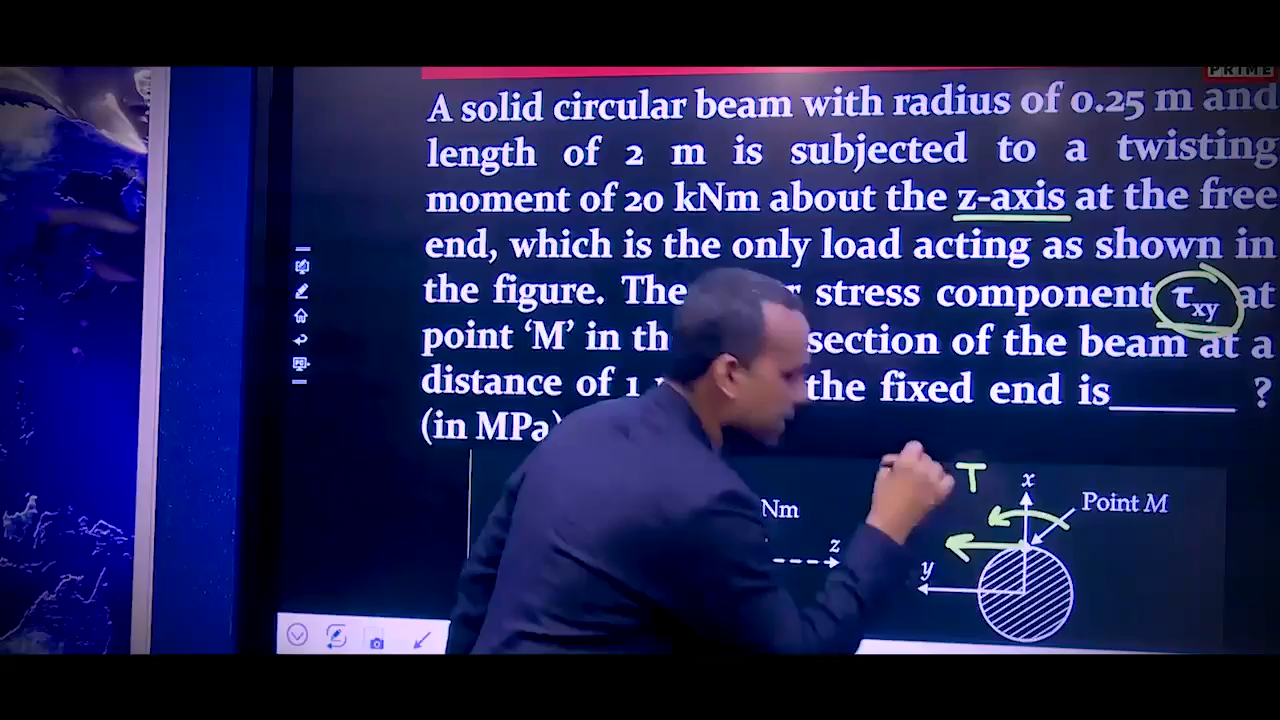 PRIME
A solid circular beam with radius of 0.25 m and
length of 2 m is subjected to a twisting
moment of 20 kNm about the z-axis at the free
end, which is the only load acting as shown in
the figure. The stress component τxy at
point ‘M’ in section of the beam at a
distance of 1 the fixed end is______ ?
(in MPa)
T
x
Point M
Nm
z
y